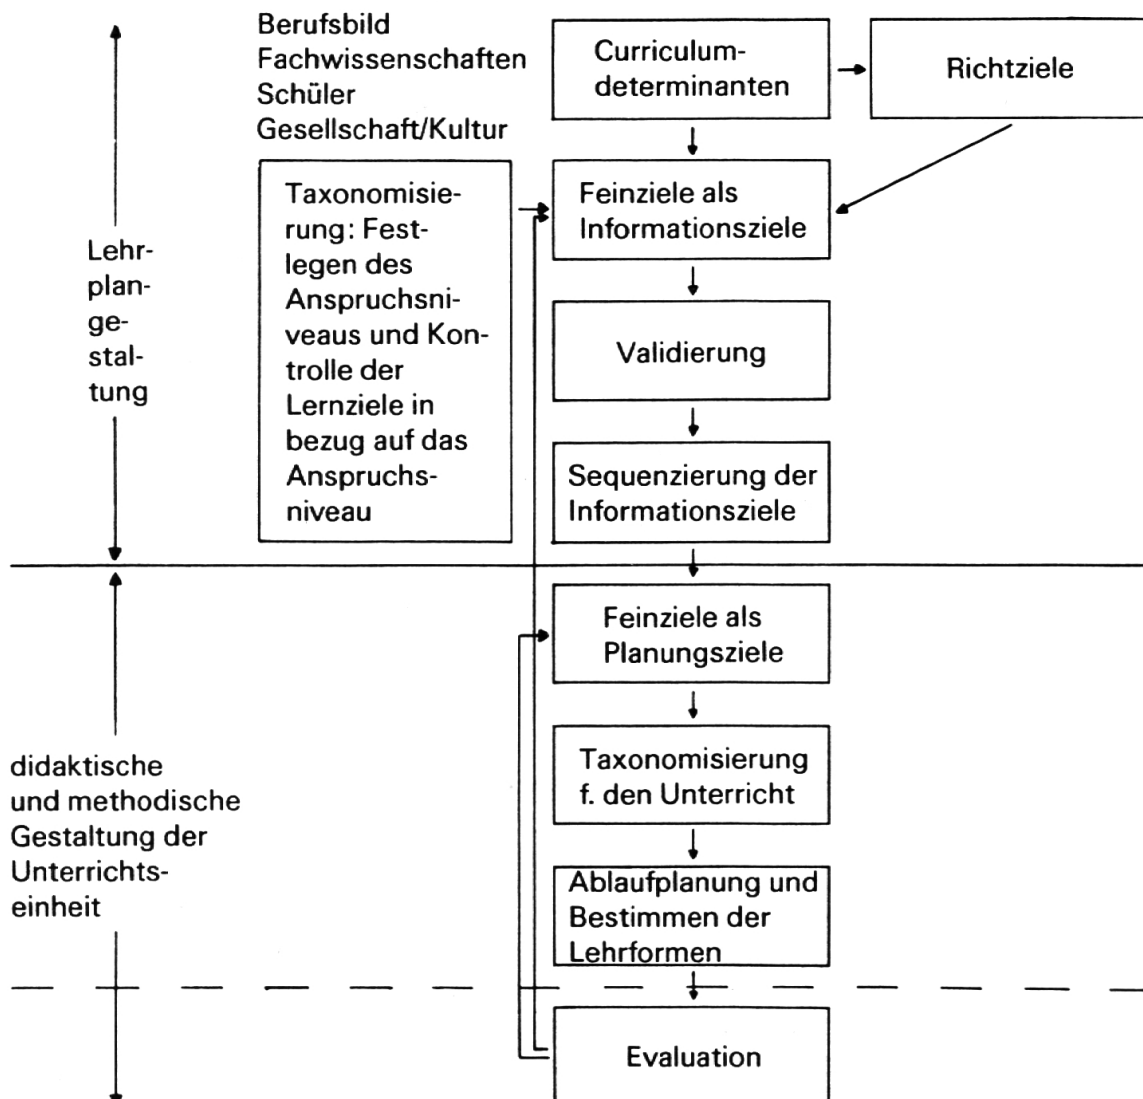 Berufsbild
Fachwissenschaften
Schüler
Gesellschaft/Kultur
Curriculum-
determinanten
Richtziele
Taxonomisie-
rung: Fest-
legen des
Anspruchsni-
veaus und Kon-
trolle der
Lernziele in
bezug auf das
Anspruchs-
niveau
Feinziele als
Informationsziele
Lehr-
plan-
ge-
stal-
tung
Validierung
Sequenzierung der
Informationsziele
Feinziele als
Planungsziele
didaktische
und methodische
Gestaltung der
Unterrichts-
einheit
Taxonomisierung
f. den Unterricht
Ablaufplanung und
Bestimmen der
Lehrformen
Evaluation